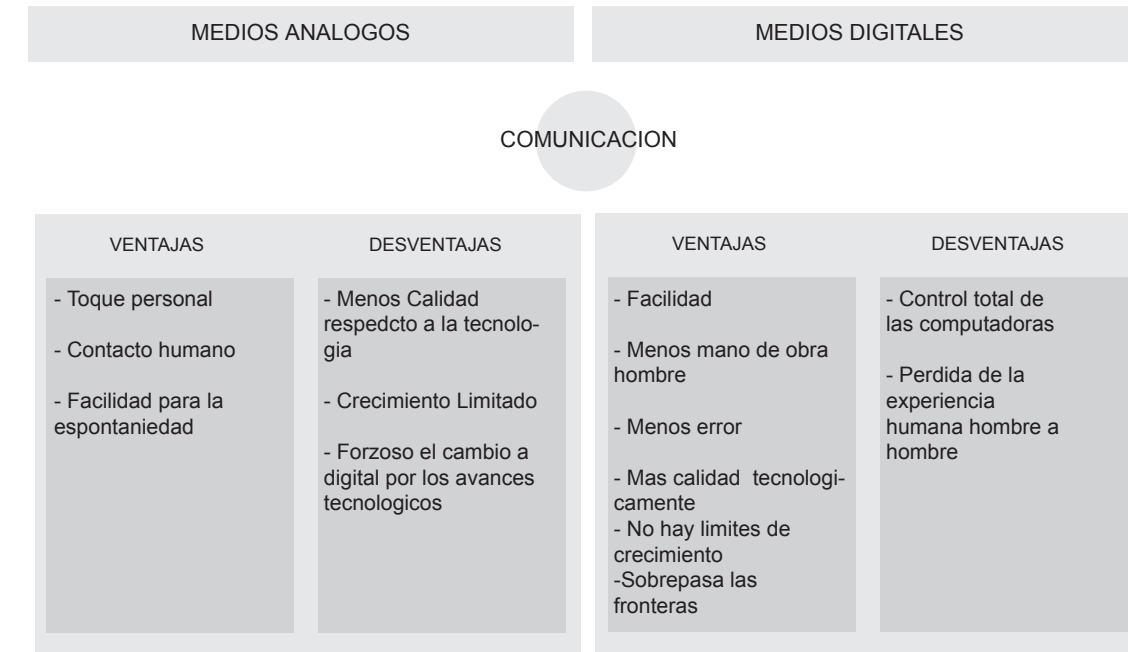 MEDIOS ANALOGOS
MEDIOS DIGITALES
COMUNICACION
VENTAJAS
- Toque personal
- Contacto humano
- Facilidad para la
espontaniedad
DESVENTAJAS
- Menos Calidad
respedcto a la tecnolo-
gia
- Crecimiento Limitado
- Forzoso el cambio a
digital por los avances
tecnologicos
VENTAJAS
- Facilidad
- Menos mano de obra
hombre
- Menos error
- Mas calidad  tecnologi-
camente
- No hay limites de
crecimiento
-Sobrepasa las
fronteras
DESVENTAJAS
- Control total de
las computadoras
- Perdida de la
experiencia
humana hombre a
hombre